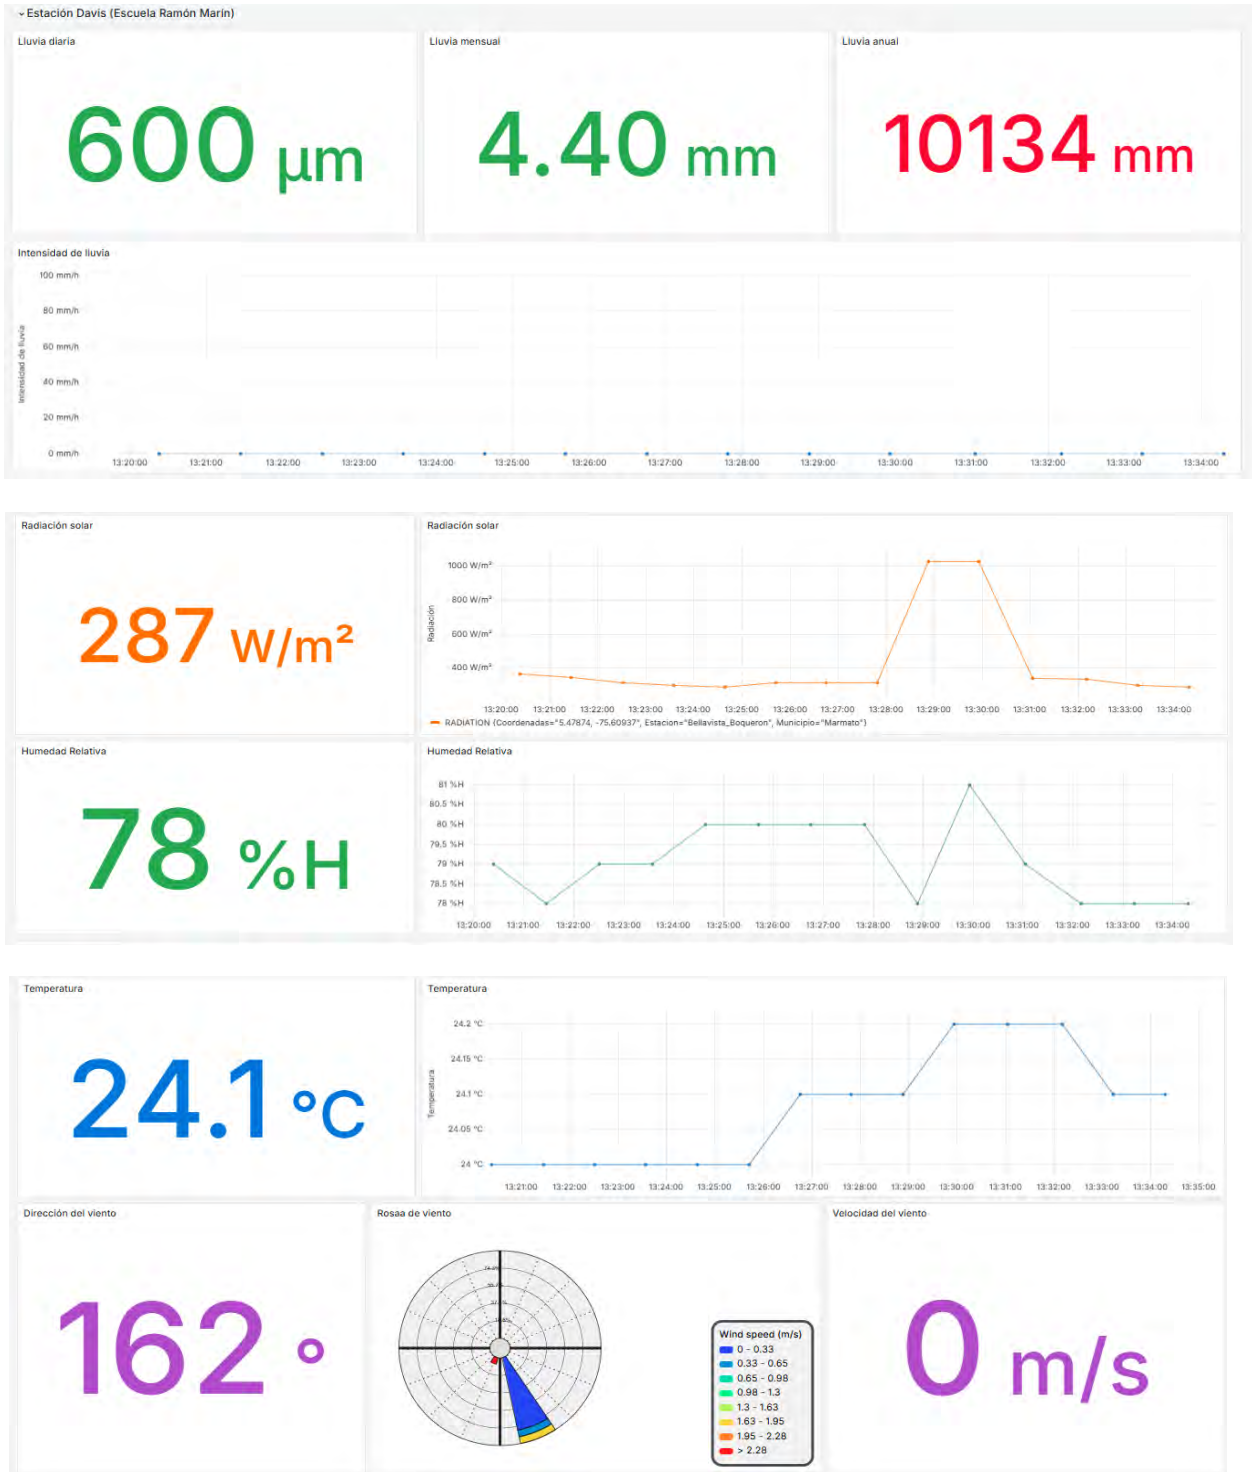 Estación Davis (Escuela Ramón Marín)
Lluvia diaria
Lluvia mensual
Lluvia anual
600 µm
4.40 mm
10134 mm
Intensidad de lluvia
100 mm/h
80 mm/h
60 mm/h
40 mm/h
20 mm/h
0 mm/h
Intensidad de lluvia
13:20:00 13:21:00 13:22:00 13:23:00 13:24:00 13:25:00 13:26:00 13:27:00 13:28:00 13:29:00 13:30:00 13:31:00 13:32:00 13:33:00 13:34:00
Radiación solar
287 W/m²
Radiación solar
1000 W/m²
800 W/m²
600 W/m²
400 W/m²
Radiación
13:20:00 13:21:00 13:22:00 13:23:00 13:24:00 13:25:00 13:26:00 13:27:00 13:28:00 13:29:00 13:30:00 13:31:00 13:32:00 13:33:00 13:34:00
RADIATION {Coordenadas="5.47874, -75.60937", Estacion="Bellavista_Boqueron", Municipio="Marmato"}
Humedad Relativa
78 %H
Humedad Relativa
81 %H
80.5 %H
80 %H
79.5 %H
79 %H
78.5 %H
78 %H
13:20:00 13:21:00 13:22:00 13:23:00 13:24:00 13:25:00 13:26:00 13:27:00 13:28:00 13:29:00 13:30:00 13:31:00 13:32:00 13:33:00 13:34:00
Temperatura
24.1 °C
Temperatura
24.2 °C
24.15 °C
24.1 °C
24.05 °C
24 °C
Temperatura
13:21:00 13:22:00 13:23:00 13:24:00 13:25:00 13:26:00 13:27:00 13:28:00 13:29:00 13:30:00 13:31:00 13:32:00 13:33:00 13:34:00 13:35:00
Dirección del viento
162 °
Rosaa de viento
Wind speed (m/s)
0 - 0.33
0.33 - 0.65
0.65 - 0.98
0.98 - 1.3
1.3 - 1.63
1.63 - 1.95
1.95 - 2.28
> 2.28
Velocidad del viento
0 m/s